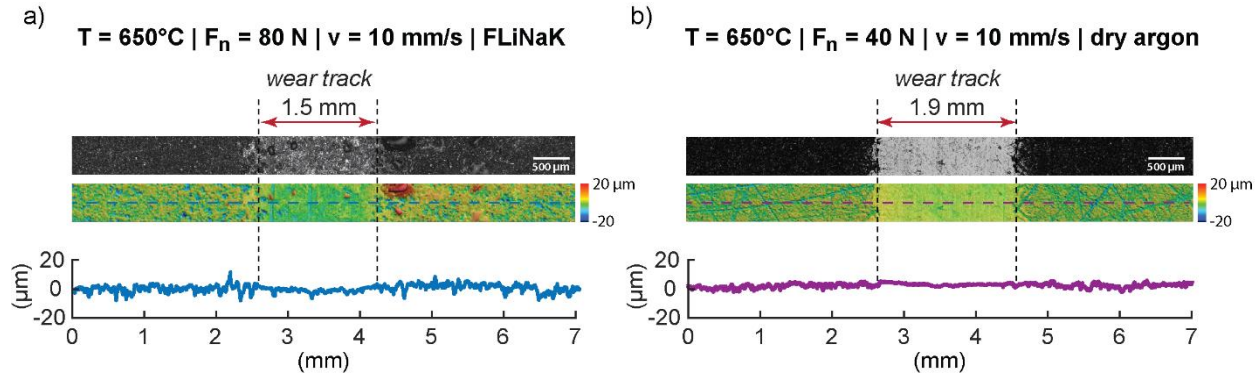 a)
T = 650°C | Fn = 80 N | v = 10 mm/s | FLiNaK
wear track
1.5 mm
500 µm
20 µm
-20
20
0
-20
(µm)
0 1 2 3 4 5 6 7
(mm)
b)
T = 650°C | Fn = 40 N | v = 10 mm/s | dry argon
wear track
1.9 mm
500 µm
20 µm
-20
20
0
-20
(µm)
0 1 2 3 4 5 6 7
(mm)